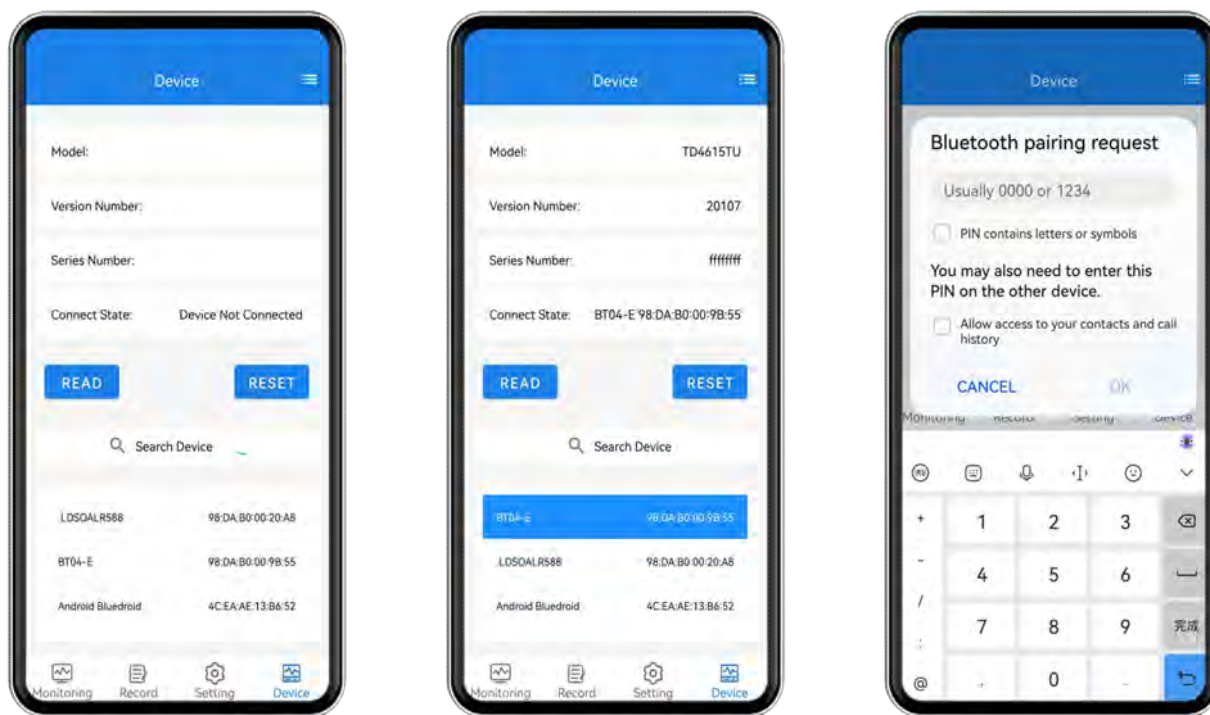 Device
Model:
Version Number:
Series Number:
Connect State: Device Not Connected
READ RESET
Search Device
LDSOALR588 98:DA:B0:00:20:A8
BT04-E 98:DA:B0:00:9B:55
Android Bluedroid 4C:EA:AE:13:B6:52
Monitoring Record Setting Device
Device
Model: TD4615TU
Version Number: 20107
Series Number: ffffffff
Connect State: BT04-E 98:DA:B0:00:9B:55
READ RESET
Search Device
BT04-E 98:DA:B0:00:9B:55
LDSOALR588 98:DA:B0:00:20:A8
Android Bluedroid 4C:EA:AE:13:B6:52
Monitoring Record Setting Device
Device
Bluetooth pairing request
Usually 0000 or 1234
PIN contains letters or symbols
You may also need to enter this
PIN on the other device.
Allow access to your contacts and call
history
CANCEL OK
Monitoring Record Setting Device
+ 1 2 3
- 4 5 6
/ 7 8 9 完成
:
@ 0